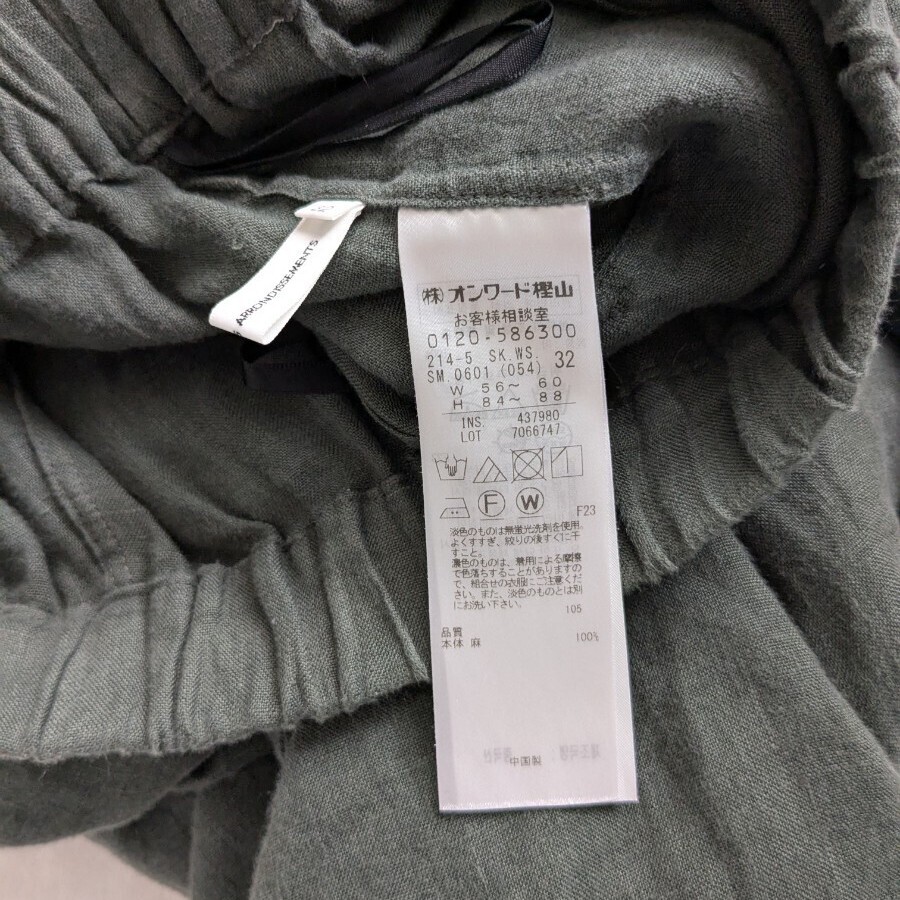 ARRONDISSEMENTS
(株)オンワード樫山
お客様相談室
0120-586300
214-5 SK.WS. 32
SM.0601 (054)
W 56～ 60
H 84～ 88
INS. 437980
LOT 7066747
F W
F23
淡色のものは無蛍光洗剤を使用。
よくすすぎ、絞りの後すぐに干
すこと。
濃色のものは、着用による摩擦
で色落ちすることがありますの
で、組合せの衣服にご注意くだ
さい。また、淡色のものとは別
にお洗い下さい。
105
品質
本体 麻 100%
中国製